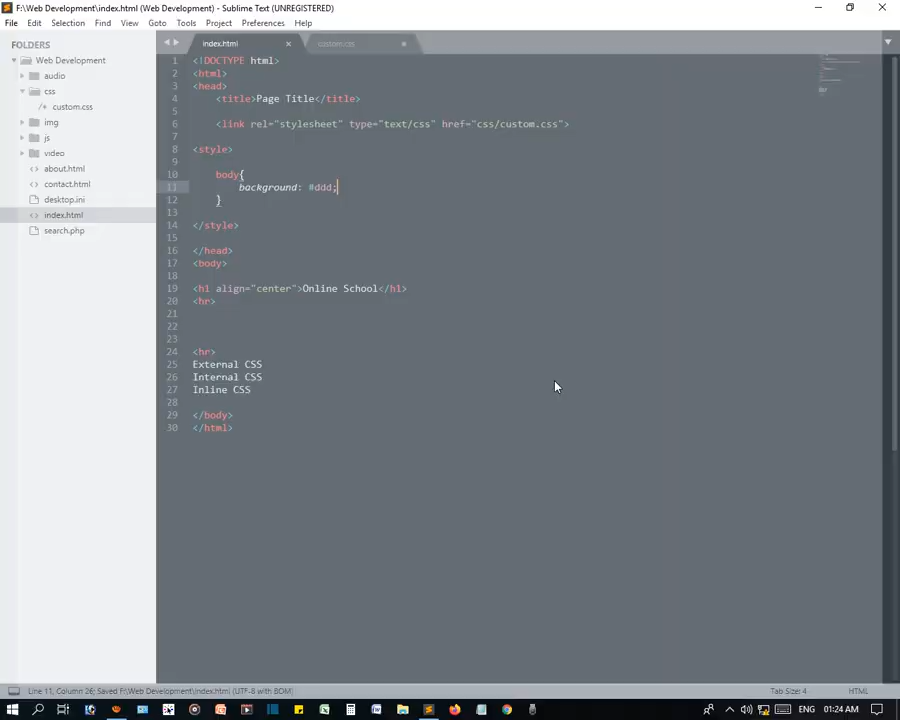 F:\Web Development\index.html (Web Development) - Sublime Text (UNREGISTERED)
File Edit Selection Find View Goto Tools Project Preferences Help
FOLDERS
Web Development
audio
css
custom.css
img
js
video
about.html
contact.html
desktop.ini
index.html
search.php
index.html custom.css
1 <!DOCTYPE html>
2 <html>
3 <head>
4 <title>Page Title</title>
5
6 <link rel="stylesheet" type="text/css" href="css/custom.css">
7
8 <style>
9
10 body{
11 background: #ddd;
12 }
13
14 </style>
15
16 </head>
17 <body>
18
19 <h1 align="center">Online School</h1>
20 <hr>
21
22
23
24 <hr>
25 External CSS
26 Internal CSS
27 Inline CSS
28
29 </body>
30 </html>
Line 11, Column 26; Saved F:\Web Development\index.html (UTF-8 with BOM) Tab Size: 4 HTML
ENG 01:24 AM